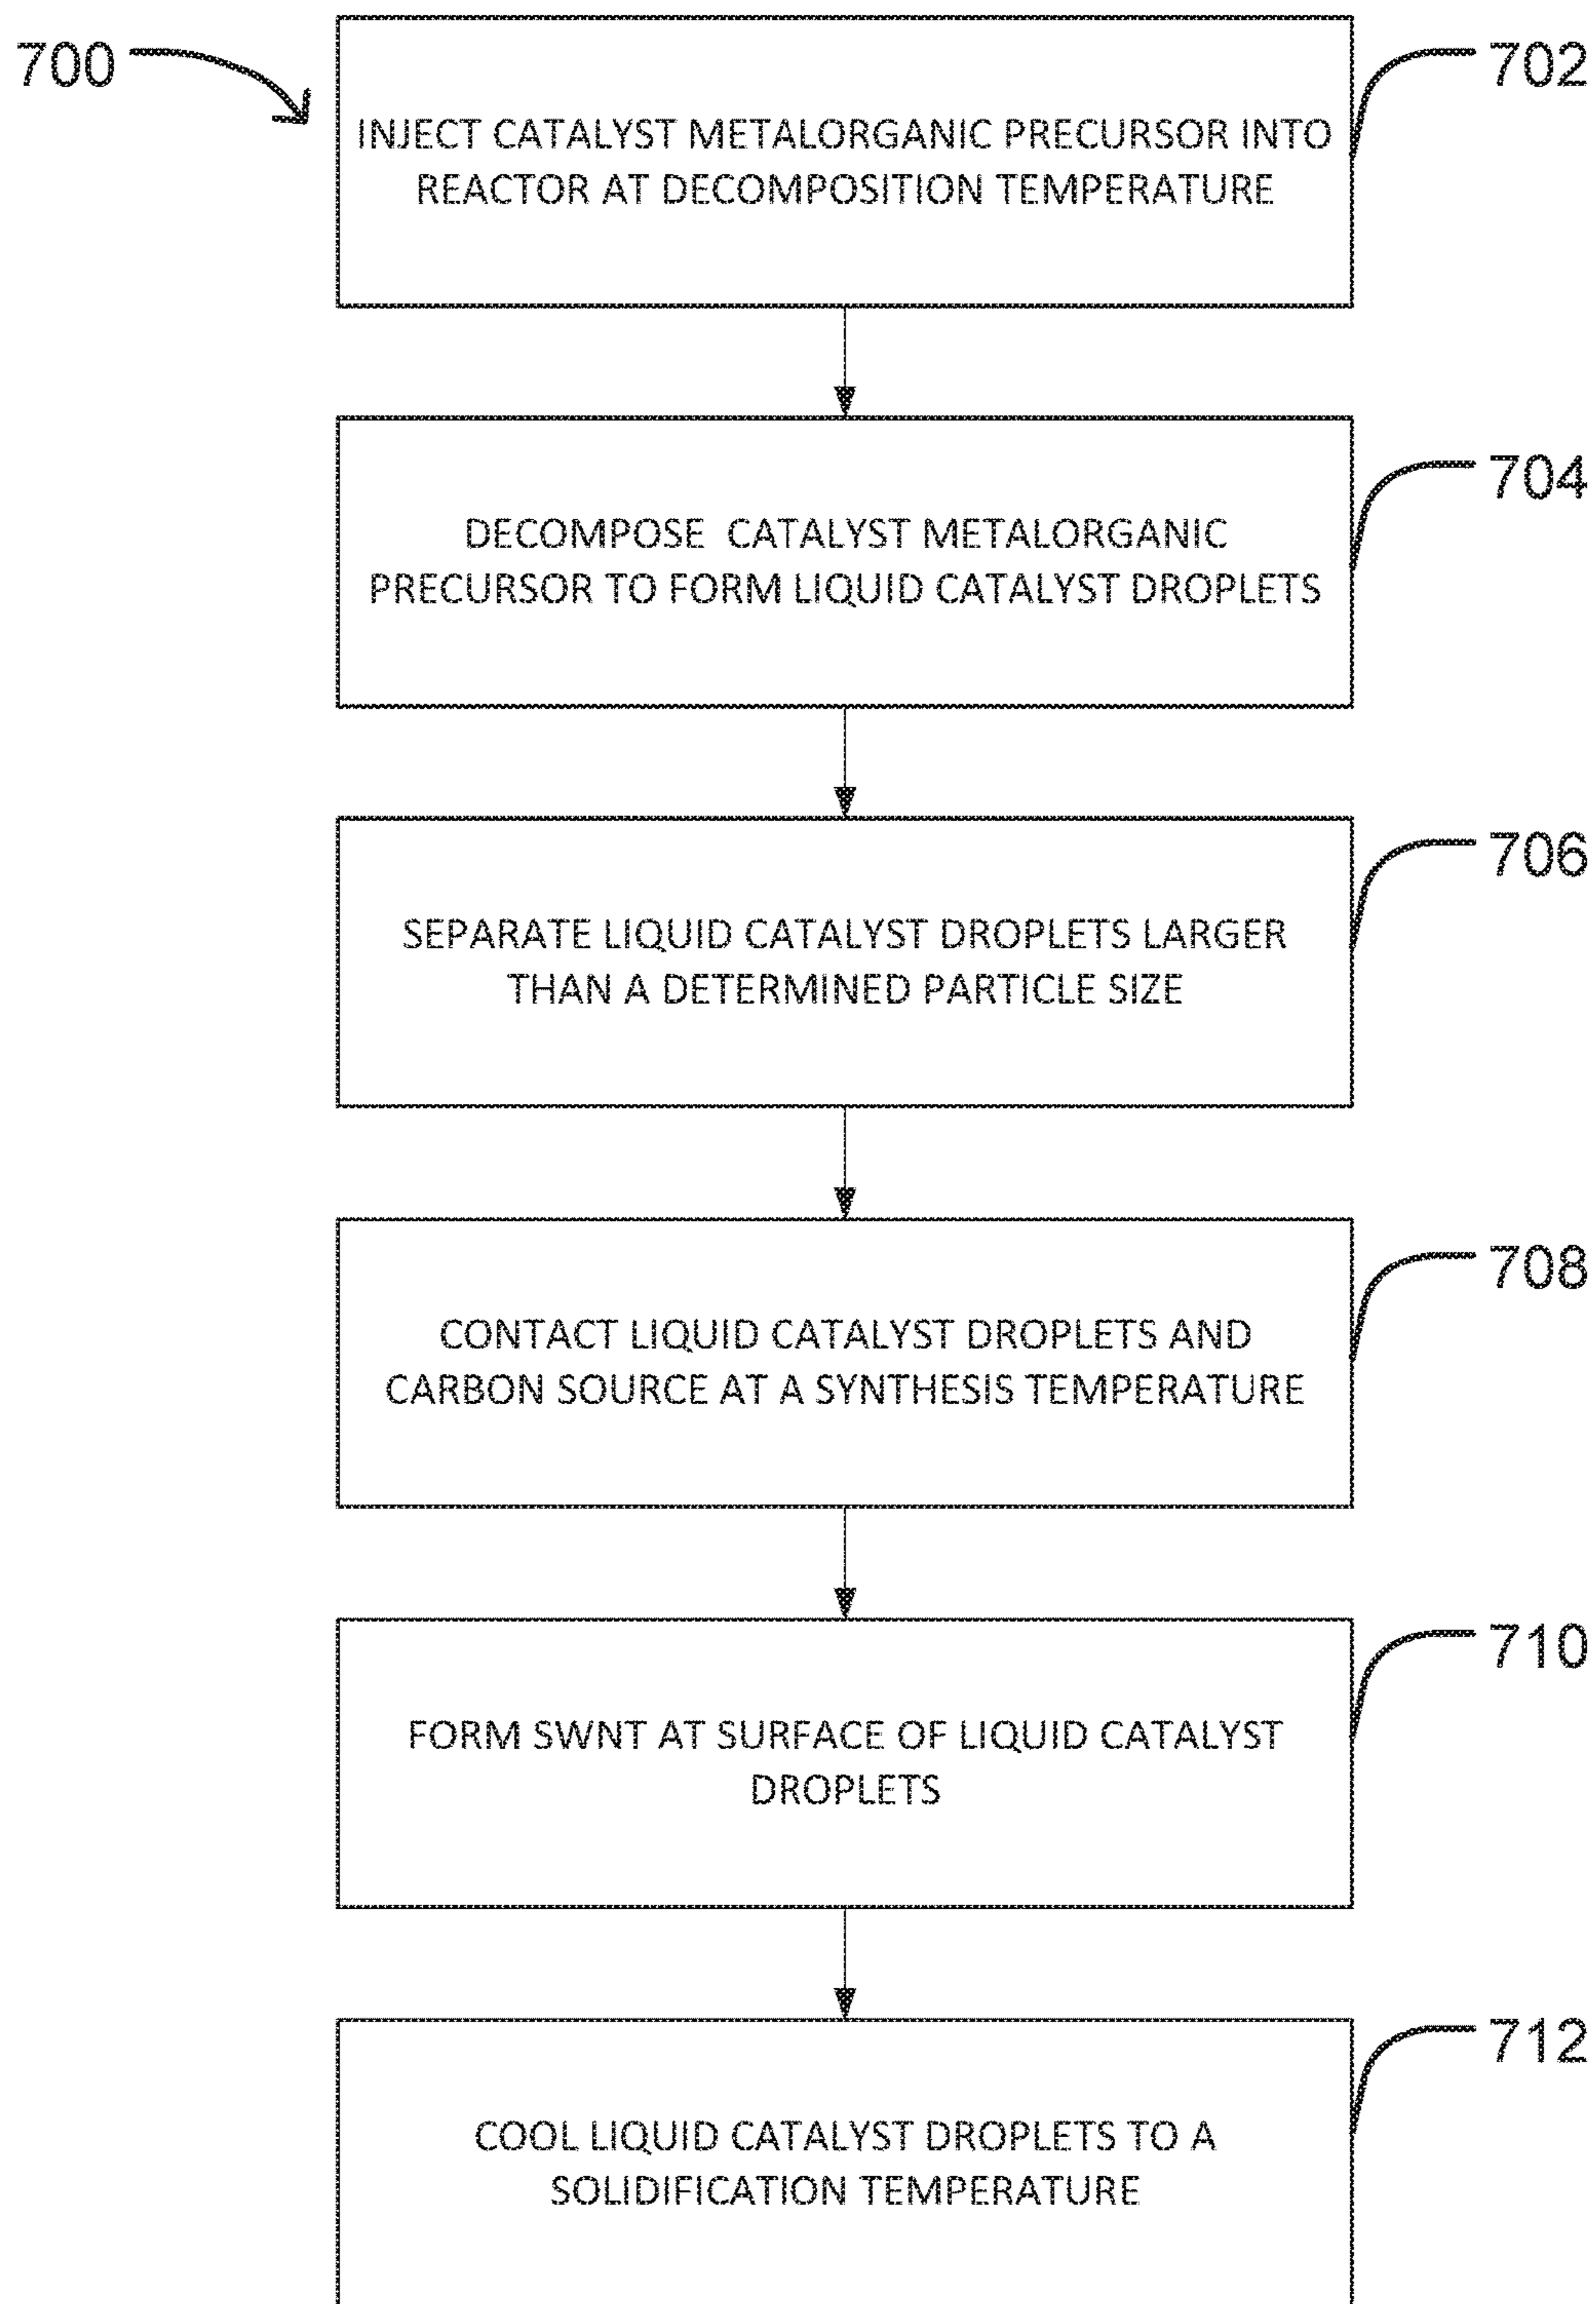 700
702
INJECT CATALYST METALORGANIC PRECURSOR INTO
REACTOR AT DECOMPOSITION TEMPERATURE
704
DECOMPOSE CATALYST METALORGANIC
PRECURSOR TO FORM LIQUID CATALYST DROPLETS
706
SEPARATE LIQUID CATALYST DROPLETS LARGER
THAN A DETERMINED PARTICLE SIZE
708
CONTACT LIQUID CATALYST DROPLETS AND
CARBON SOURCE AT A SYNTHESIS TEMPERATURE
710
FORM SWNT AT SURFACE OF LIQUID CATALYST
DROPLETS
712
COOL LIQUID CATALYST DROPLETS TO A
SOLIDIFICATION TEMPERATURE